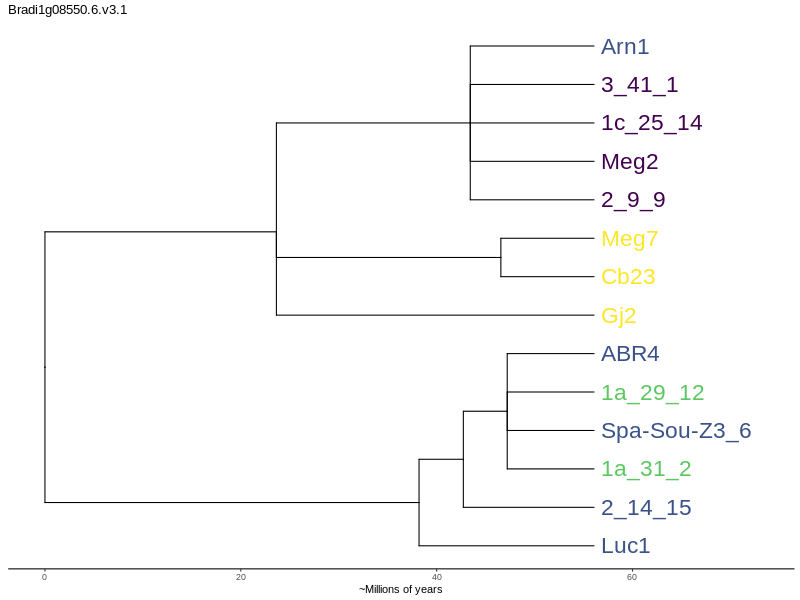 Bradi1g08550.6.v3.1
Arn1
3_41_1
1c_25_14
Meg2
2_9_9
Meg7
Cb23
Gj2
ABR4
1a_29_12
Spa-Sou-Z3_6
1a_31_2
2_14_15
Luc1
0 20 40 60
~Millions of years